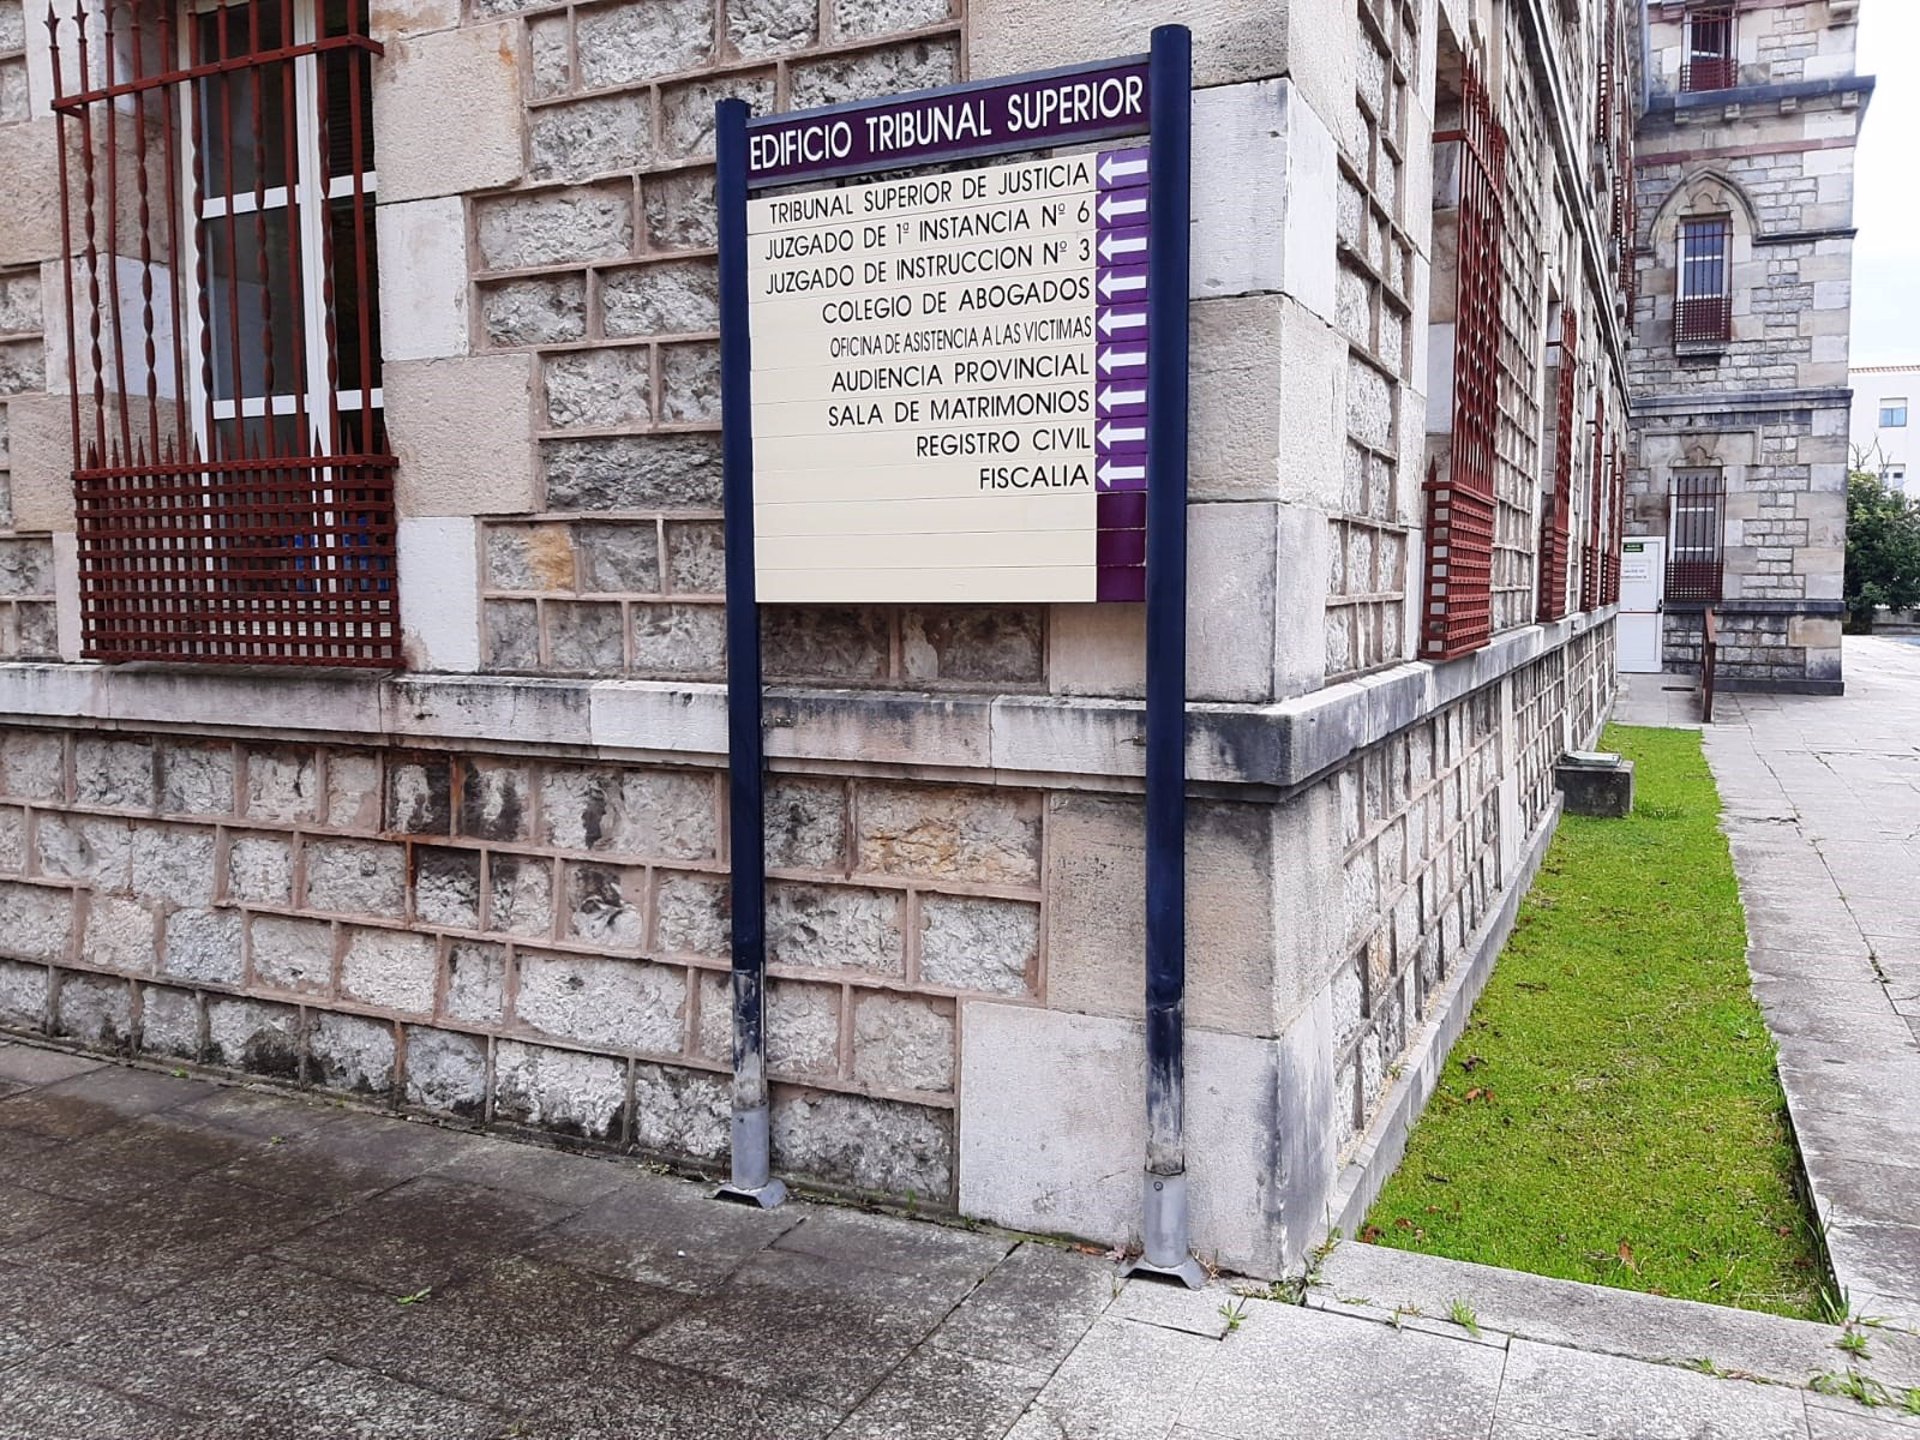 EDIFICIO TRIBUNAL SUPERIOR
TRIBUNAL SUPERIOR DE JUSTICIA
JUZGADO DE 1º INSTANCIA Nº 6
JUZGADO DE INSTRUCCION Nº 3
COLEGIO DE ABOGADOS
OFICINA DE ASISTENCIA A LAS VICTIMAS
AUDIENCIA PROVINCIAL
SALA DE MATRIMONIOS
REGISTRO CIVIL
FISCALIA